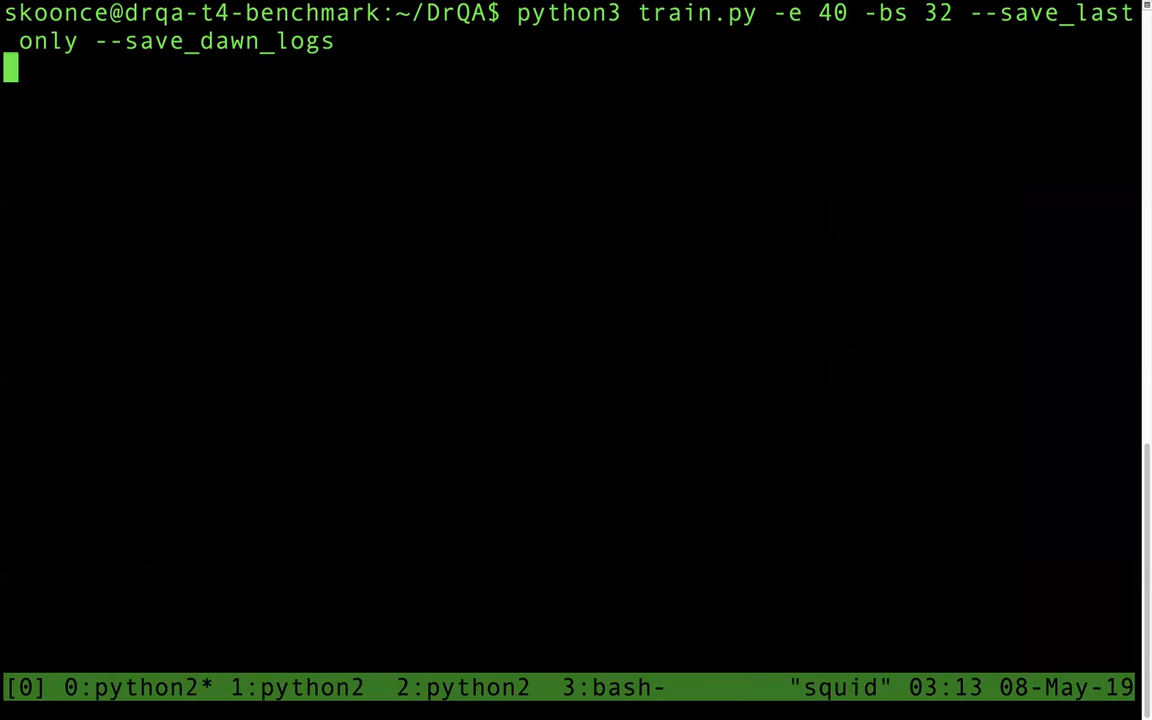 skoonce@drqa-t4-benchmark:~/DrQA$ python3 train.py -e 40 -bs 32 --save_last
only --save_dawn_logs
[0] 0:python2* 1:python2  2:python2  3:bash- "squid" 03:13 08-May-19